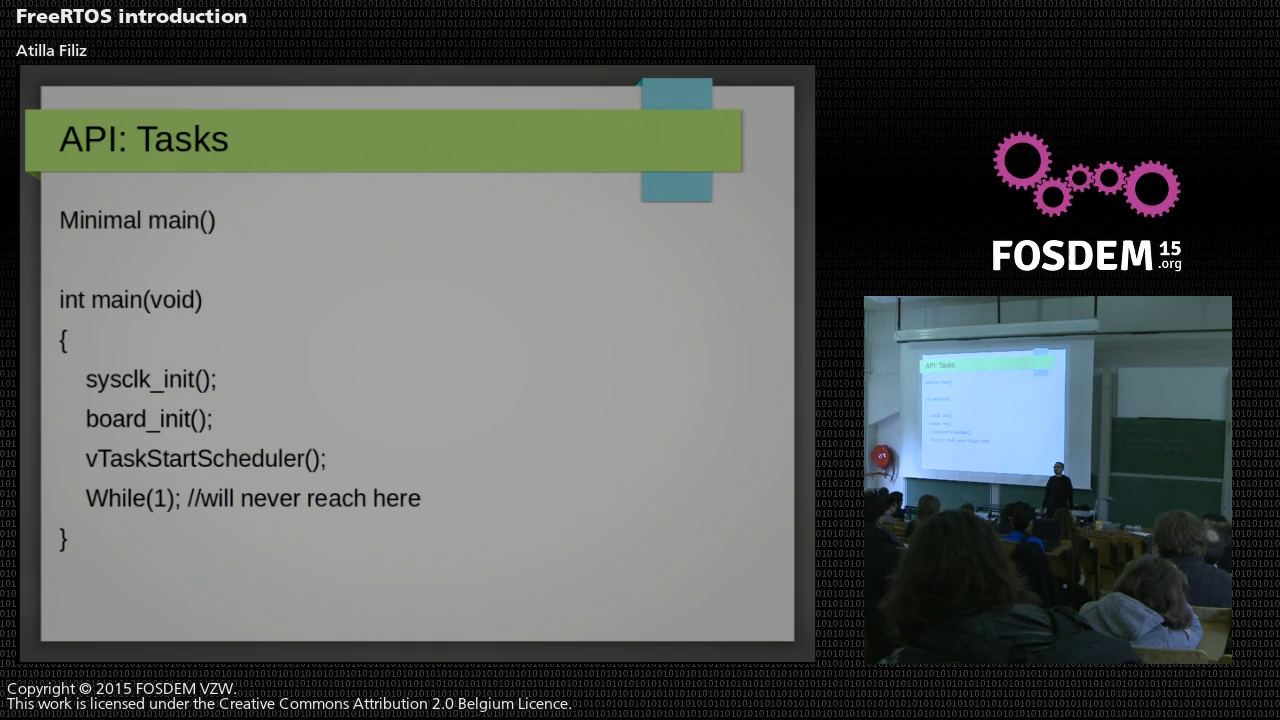 FreeRTOS introduction
Atilla Filiz
API: Tasks
Minimal main()
int main(void)
{
sysclk_init();
board_init();
vTaskStartScheduler();
While(1); //will never reach here
}
FOSDEM 15
.org
API: Tasks
Copyright © 2015 FOSDEM VZW.
This work is licensed under the Creative Commons Attribution 2.0 Belgium Licence.